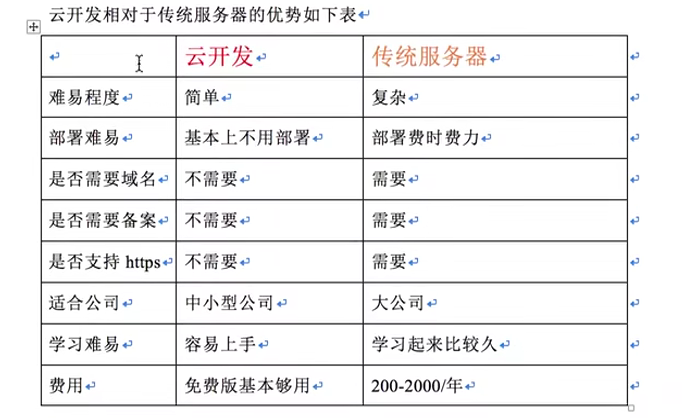 云开发相对于传统服务器的优势如下表
云开发 传统服务器
难易程度 简单 复杂
部署难易 基本上不用部署 部署费时费力
是否需要域名 不需要 需要
是否需要备案 不需要 需要
是否支持 https 不需要 需要
适合公司 中小型公司 大公司
学习难易 容易上手 学习起来比较久
费用 免费版基本够用 200-2000/年